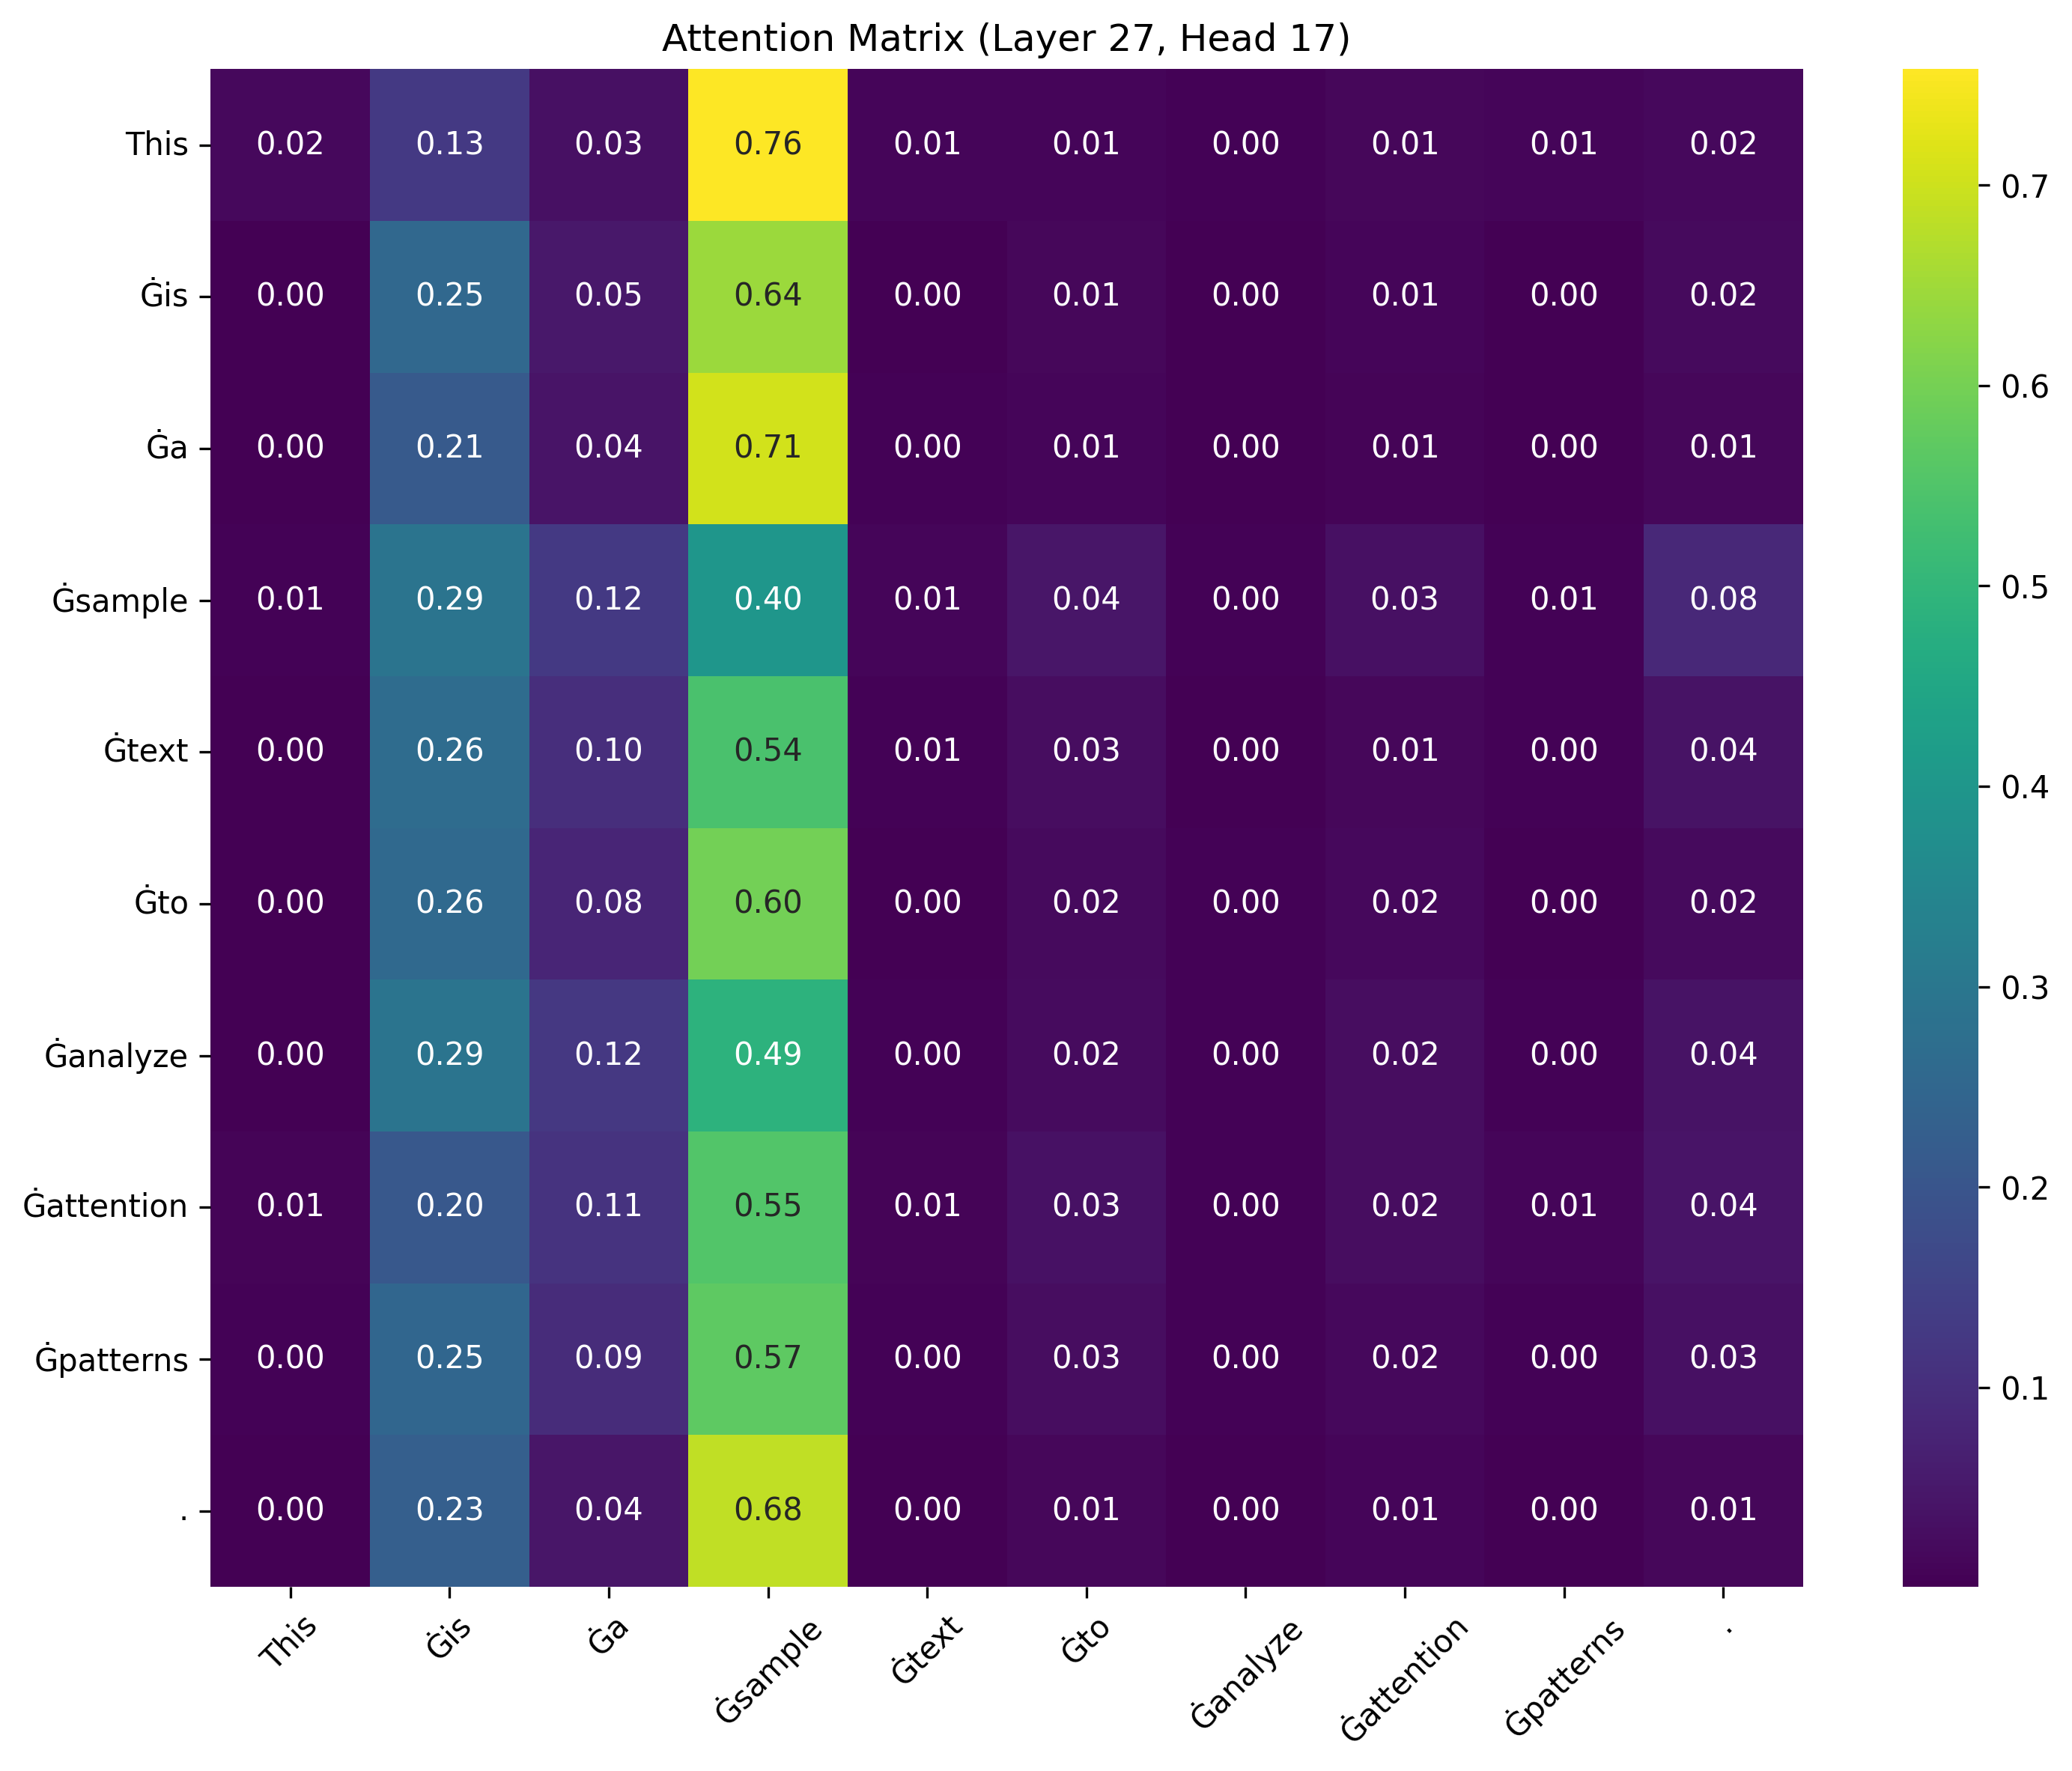 Attention Matrix (Layer 27, Head 17)
This 0.02 0.13 0.03 0.76 0.01 0.01 0.00 0.01 0.01 0.02
Ġis 0.00 0.25 0.05 0.64 0.00 0.01 0.00 0.01 0.00 0.02
Ġa 0.00 0.21 0.04 0.71 0.00 0.01 0.00 0.01 0.00 0.01
Ġsample 0.01 0.29 0.12 0.40 0.01 0.04 0.00 0.03 0.01 0.08
Ġtext 0.00 0.26 0.10 0.54 0.01 0.03 0.00 0.01 0.00 0.04
Ġto 0.00 0.26 0.08 0.60 0.00 0.02 0.00 0.02 0.00 0.02
Ġanalyze 0.00 0.29 0.12 0.49 0.00 0.02 0.00 0.02 0.00 0.04
Ġattention 0.01 0.20 0.11 0.55 0.01 0.03 0.00 0.02 0.01 0.04
Ġpatterns 0.00 0.25 0.09 0.57 0.00 0.03 0.00 0.02 0.00 0.03
. 0.00 0.23 0.04 0.68 0.00 0.01 0.00 0.01 0.00 0.01
This Ġis Ġa Ġsample Ġtext Ġto Ġanalyze Ġattention Ġpatterns .
0.7
0.6
0.5
0.4
0.3
0.2
0.1